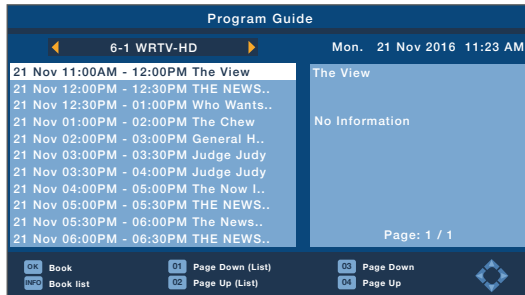 Program Guide
6-1 WRTV-HD
Mon. 21 Nov 2016 11:23 AM
21 Nov 11:00AM - 12:00PM The View
21 Nov 12:00PM - 12:30PM THE NEWS..
21 Nov 12:30PM - 01:00PM Who Wants..
21 Nov 01:00PM - 02:00PM The Chew
21 Nov 02:00PM - 03:00PM General H..
21 Nov 03:00PM - 03:30PM Judge Judy
21 Nov 03:30PM - 04:00PM Judge Judy
21 Nov 04:00PM - 05:00PM The Now I..
21 Nov 05:00PM - 05:30PM THE NEWS..
21 Nov 05:30PM - 06:00PM The News..
21 Nov 06:00PM - 06:30PM THE NEWS..
The View
No Information
Page: 1 / 1
OK Book
01 Page Down (List)
03 Page Down
INFO Book list
02 Page Up (List)
04 Page Up